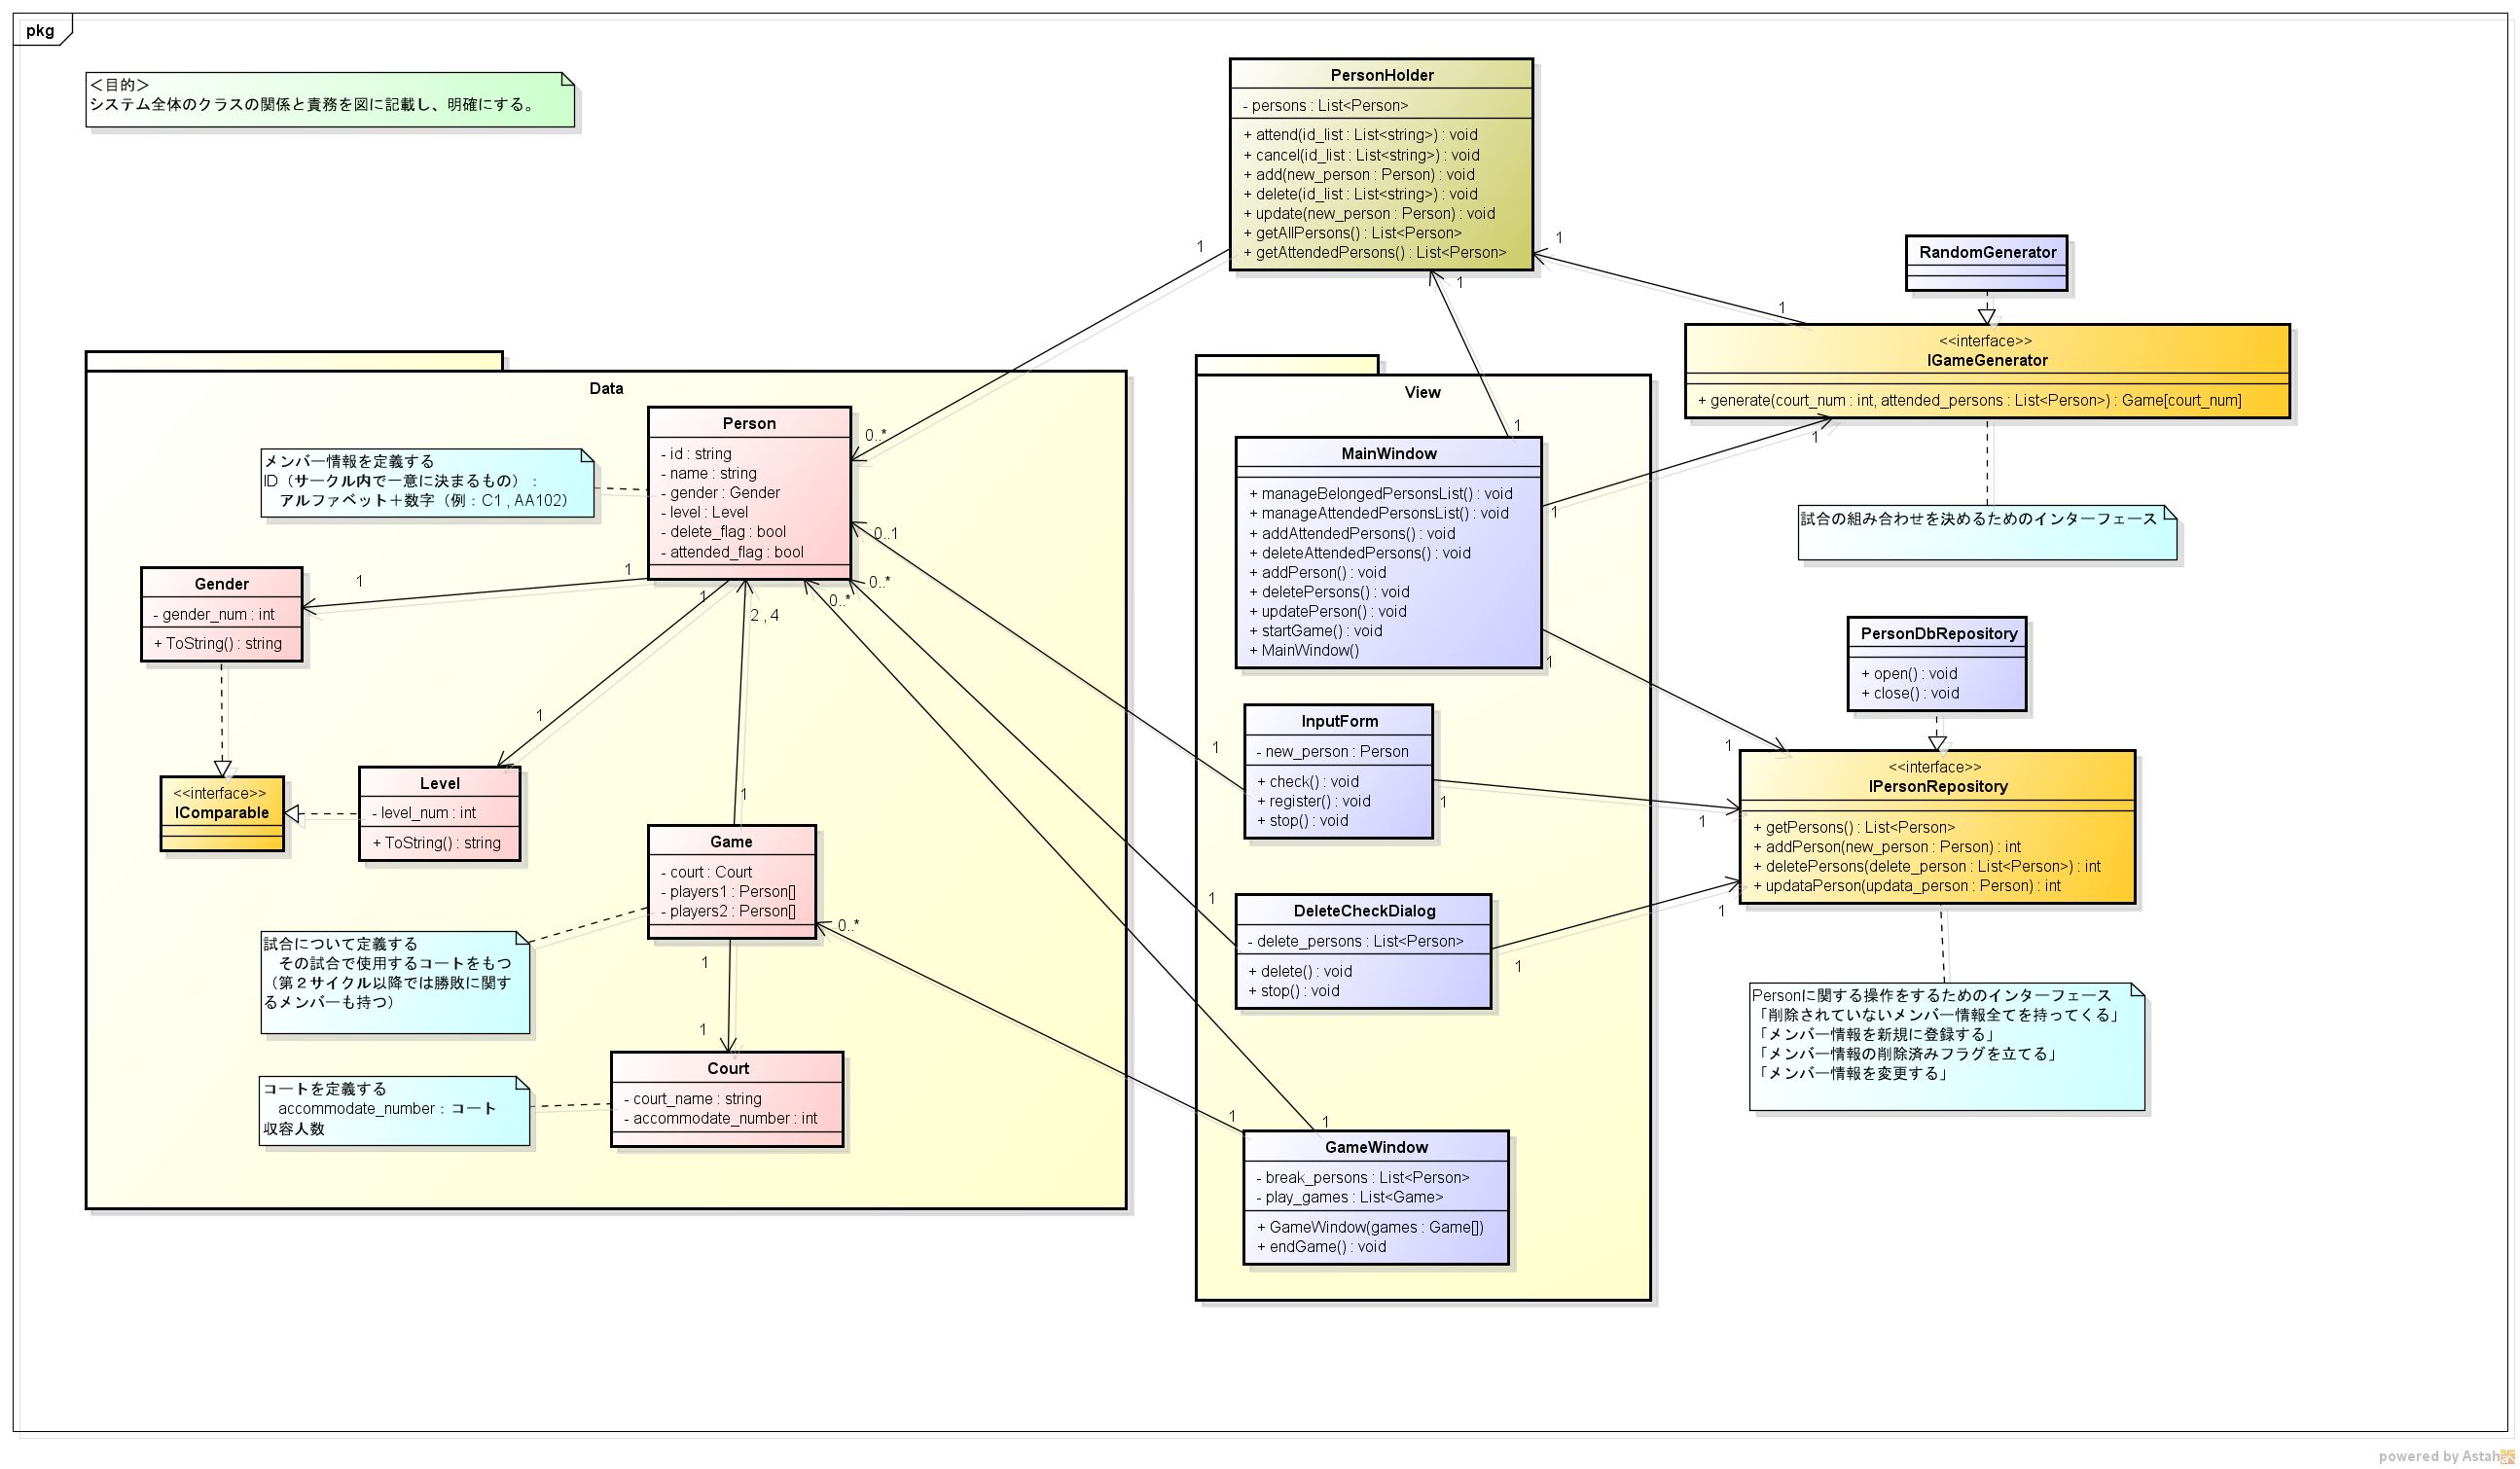 pkg
＜目的＞
システム全体のクラスの関係と責務を図に記載し、明確にする。
PersonHolder
- persons : List<Person>
+ attend(id_list : List<string>) : void
+ cancel(id_list : List<string>) : void
+ add(new_person : Person) : void
+ delete(id_list : List<string>) : void
+ update(new_person : Person) : void
+ getAllPersons() : List<Person>
+ getAttendedPersons() : List<Person>
1
1
1
1
RandomGenerator
<<interface>>
IGameGenerator
+ generate(court_num : int, attended_persons : List<Person>) : Game[court_num]
1
試合の組み合わせを決めるためのインターフェース
Data
Person
- id : string
- name : string
- gender : Gender
- level : Level
- delete_flag : bool
- attended_flag : bool
0..*
0..1
0..*
0..*
2 , 4
1
1
1
1
メンバー情報を定義する
ID（サークル内で一意に決まるもの）：
アルファベット＋数字（例：C1 , AA102）
Gender
- gender_num : int
+ ToString() : string
<<interface>>
IComparable
Level
- level_num : int
+ ToString() : string
1
Game
- court : Court
- players1 : Person[]
- players2 : Person[]
0..*
1
1
試合について定義する
その試合で使用するコートをもつ
（第２サイクル以降では勝敗に関す
るメンバーも持つ）
Court
- court_name : string
- accommodate_number : int
コートを定義する
accommodate_number：コート
収容人数
View
1
MainWindow
+ manageBelongedPersonsList() : void
+ manageAttendedPersonsList() : void
+ addAttendedPersons() : void
+ deleteAttendedPersons() : void
+ addPerson() : void
+ deletePersons() : void
+ updatePerson() : void
+ startGame() : void
+ MainWindow()
1
1
1
InputForm
- new_person : Person
+ check() : void
+ register() : void
+ stop() : void
1
1
DeleteCheckDialog
- delete_persons : List<Person>
+ delete() : void
+ stop() : void
1
1
1
GameWindow
- break_persons : List<Person>
- play_games : List<Game>
+ GameWindow(games : Game[])
+ endGame() : void
PersonDbRepository
+ open() : void
+ close() : void
1
1
1
<<interface>>
IPersonRepository
+ getPersons() : List<Person>
+ addPerson(new_person : Person) : int
+ deletePersons(delete_person : List<Person>) : int
+ updataPerson(updata_person : Person) : int
Personに関する操作をするためのインターフェース
「削除されていないメンバー情報全てを持ってくる」
「メンバー情報を新規に登録する」
「メンバー情報の削除済みフラグを立てる」
「メンバー情報を変更する」
powered by Astah